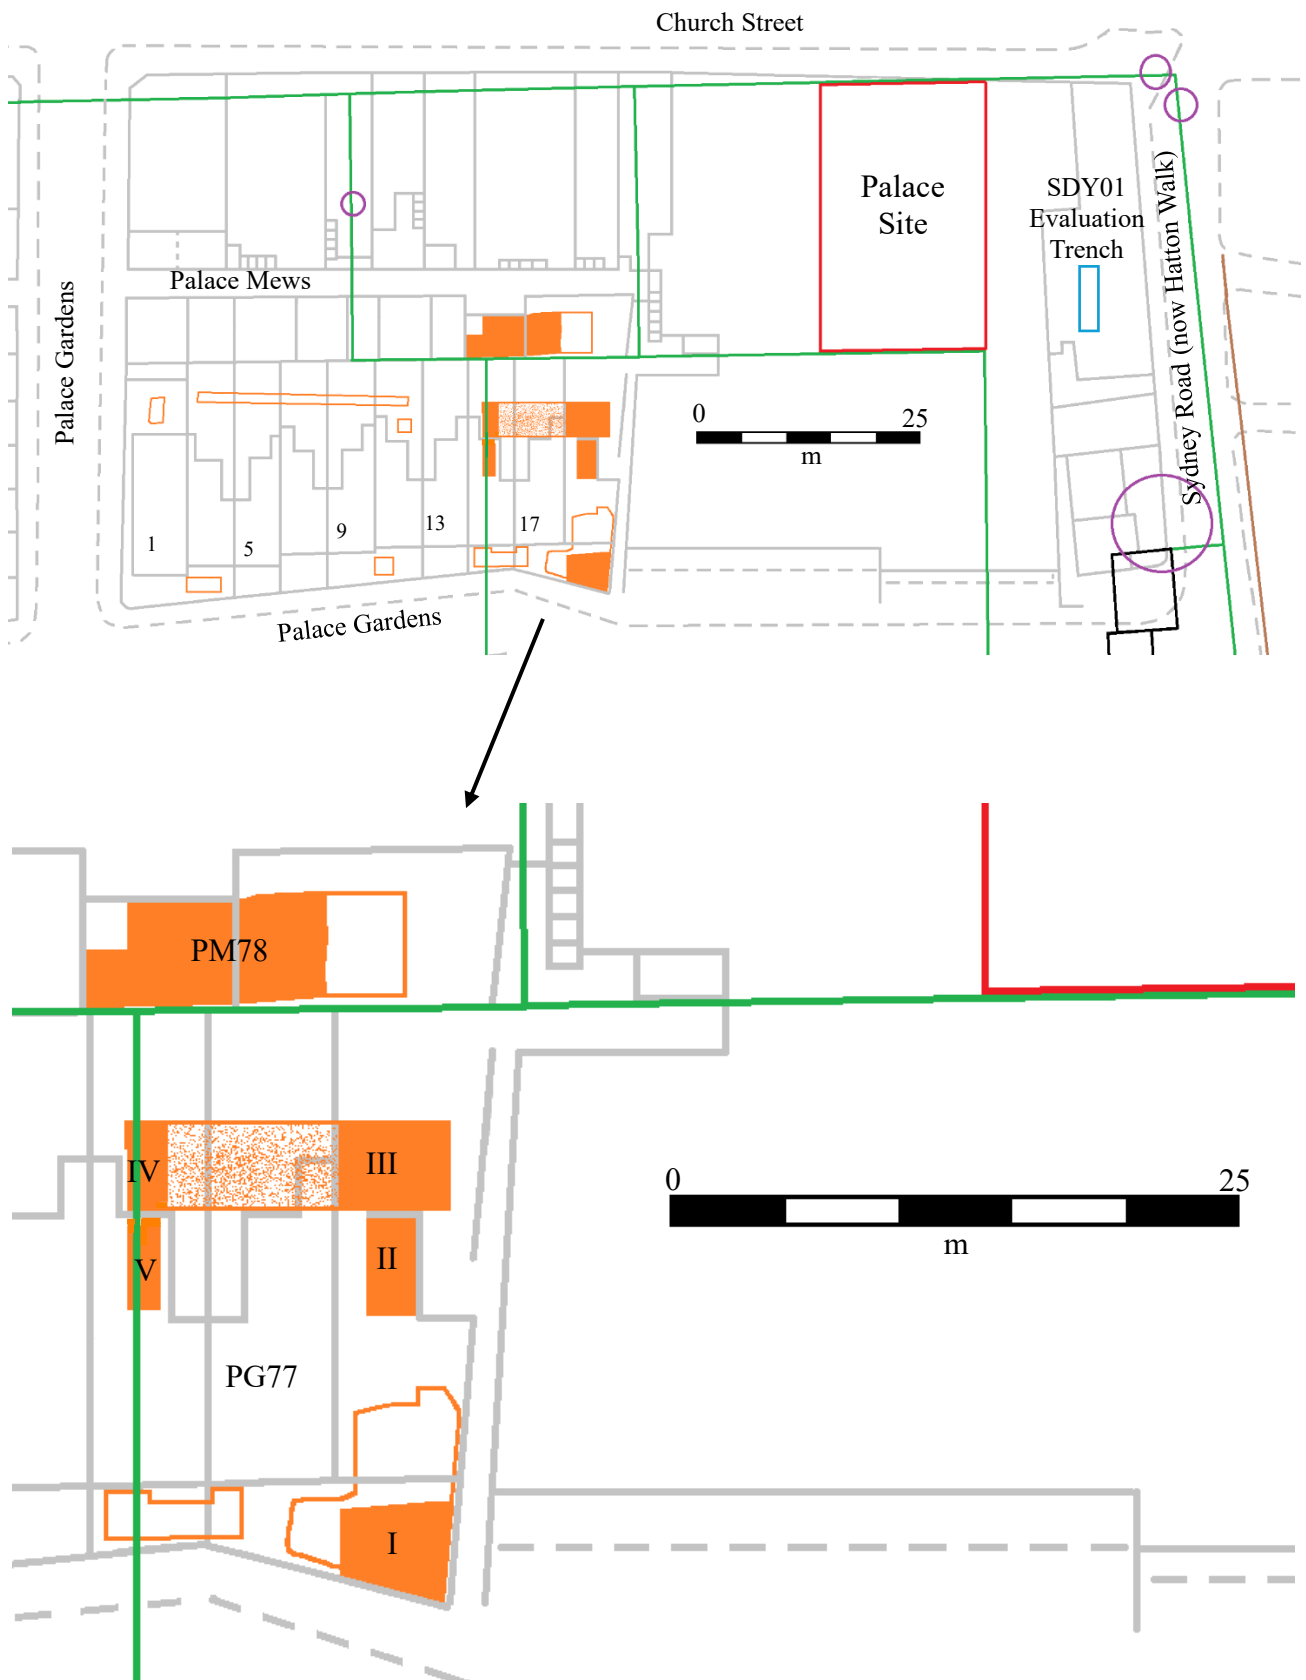 Church Street
Palace
Site
SDY01
Evaluation
Trench
Sydney Road (now Hatton Walk)
Palace Mews
Palace Gardens
0
25
m
1
5
9
13
17
Palace Gardens
PM78
IV
III
V
II
0
25
m
PG77
I